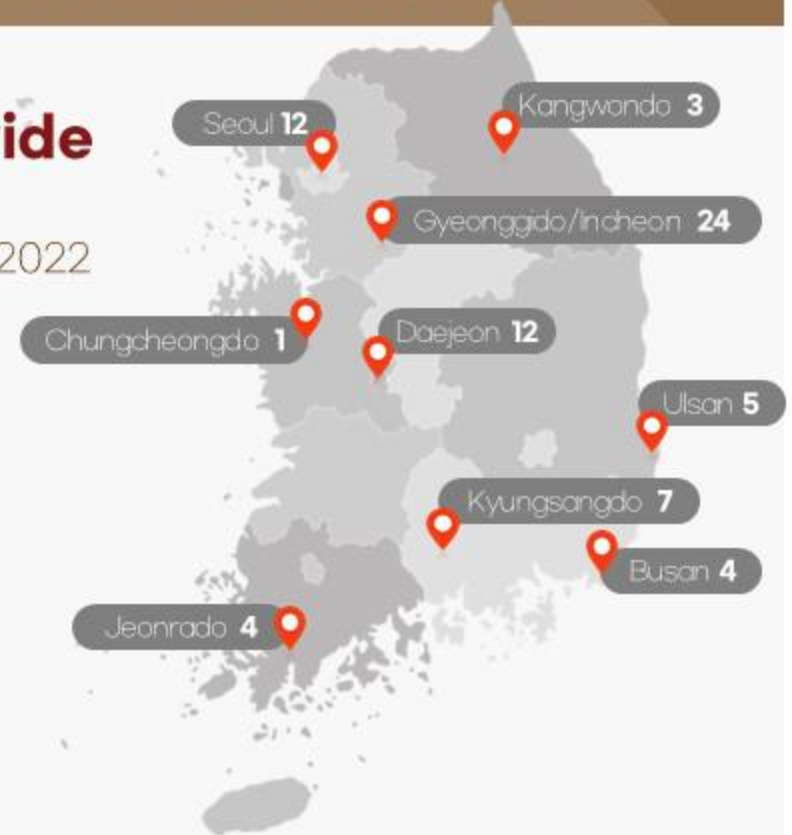 ide
2022
Seoul 12
Kangwondo 3
Gyeonggido/Incheon 24
Chungcheongdo 1
Daejeon 12
Ulsan 5
Kyungsangdo 7
Busan 4
Jeonrado 4